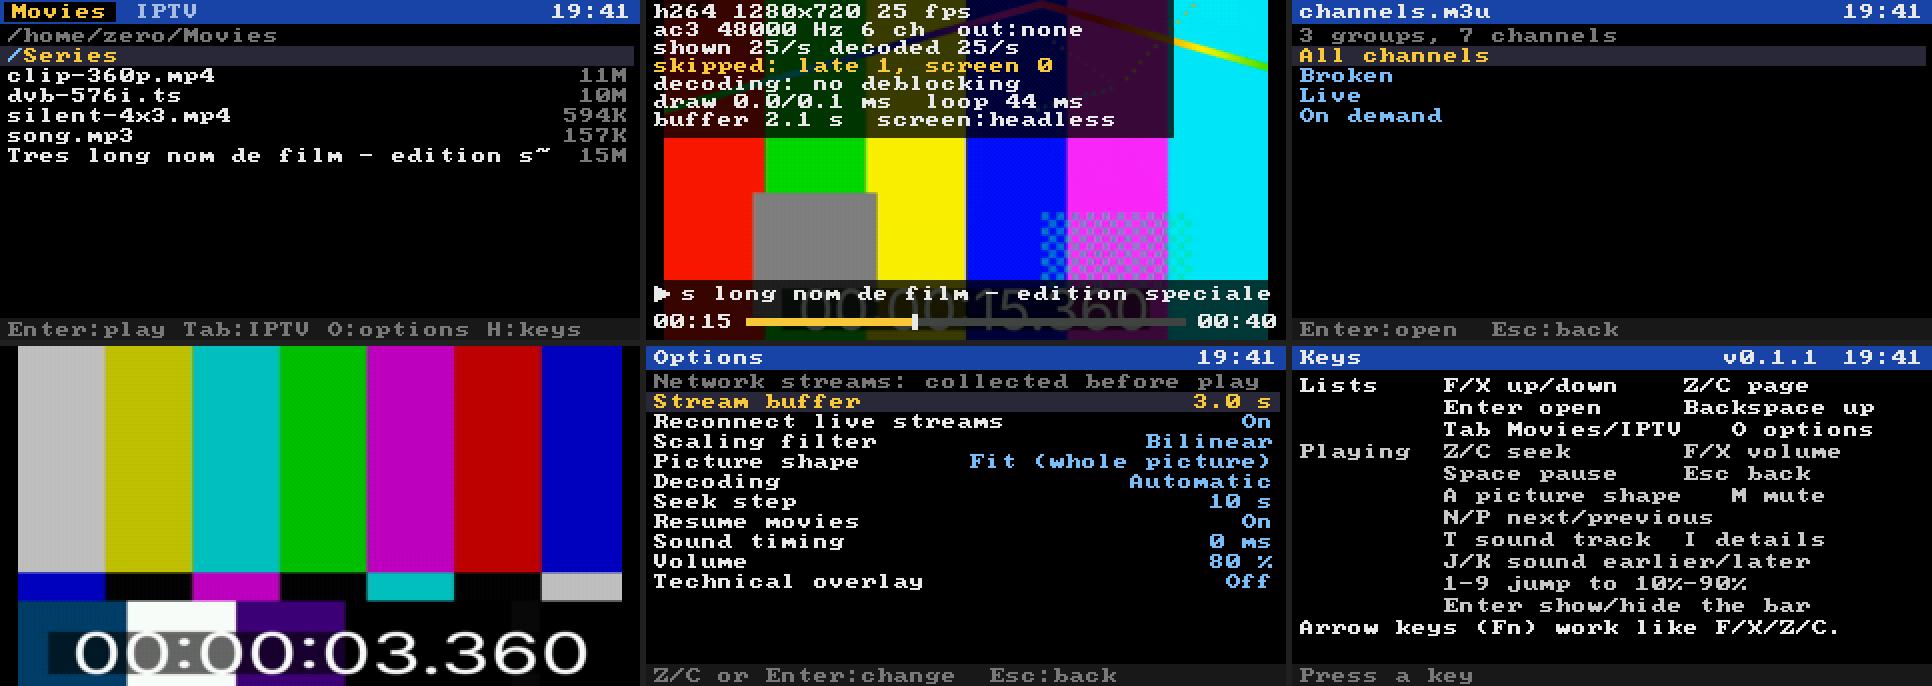 Movies IPTV 19:41
/home/zero/Movies
/Series
clip-360p.mp4 11M
dvb-576i.ts 10M
silent-4x3.mp4 594K
song.mp3 157K
Tres long nom de film - edition s~ 15M
Enter:play Tab:IPTV O:options H:keys
h264 1280x720 25 fps
ac3 48000 Hz 6 ch out:none
shown 25/s decoded 25/s
skipped: late 1, screen 0
decoding: no deblocking
draw 0.0/0.1 ms loop 44 ms
buffer 2.1 s screen:headless
s long nom de film - edition speciale
00:00:15.360
00:15 00:40
channels.m3u 19:41
3 groups, 7 channels
All channels
Broken
Live
On demand
Enter:open Esc:back
00:00:03.360
Options 19:41
Network streams: collected before play
Stream buffer 3.0 s
Reconnect live streams On
Scaling filter Bilinear
Picture shape Fit (whole picture)
Decoding Automatic
Seek step 10 s
Resume movies On
Sound timing 0 ms
Volume 80 %
Technical overlay Off
Z/C or Enter:change Esc:back
Keys v0.1.1 19:41
Lists F/X up/down Z/C page
Enter open Backspace up
Tab Movies/IPTV O options
Playing Z/C seek F/X volume
Space pause Esc back
A picture shape M mute
N/P next/previous
T sound track I details
J/K sound earlier/later
1-9 jump to 10%-90%
Enter show/hide the bar
Arrow keys (Fn) work like F/X/Z/C.
Press a key